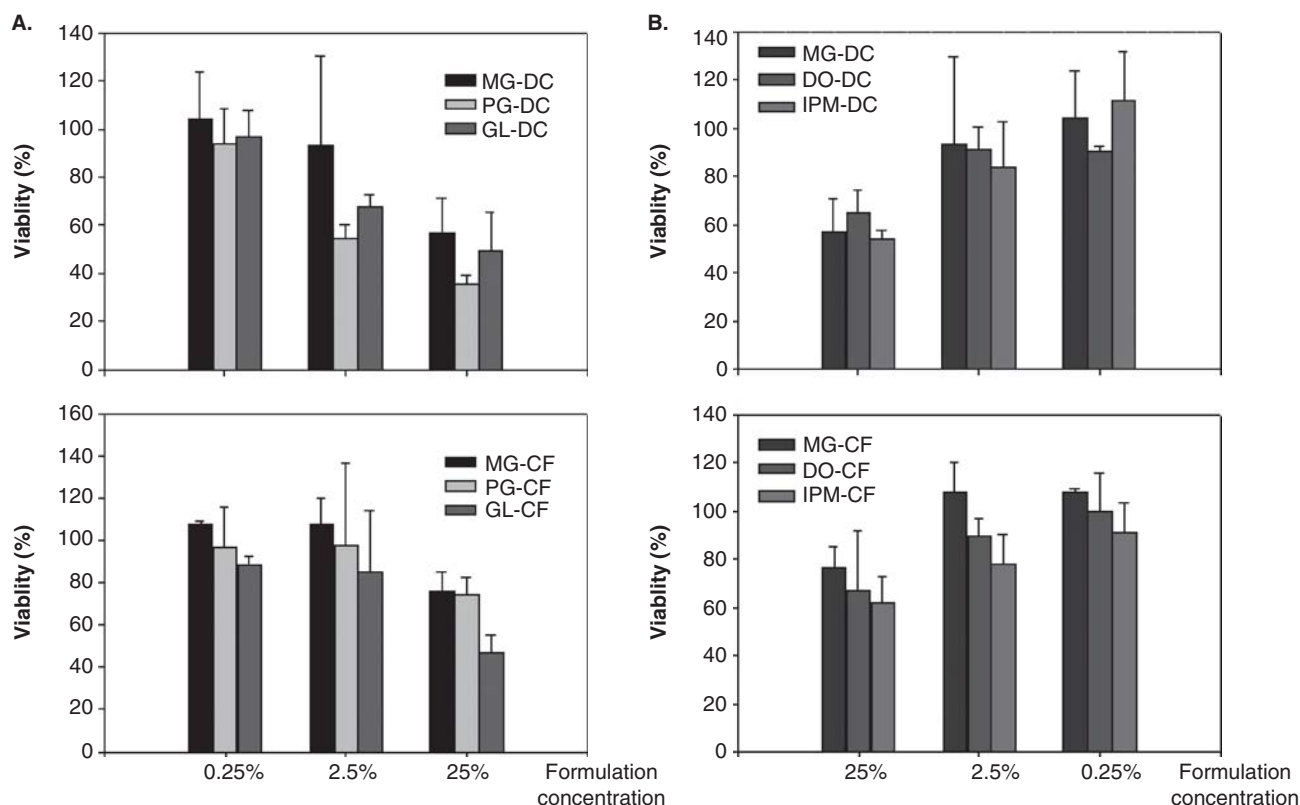 A.
140
120
100
80
60
40
20
0
Viablity (%)
MG-DC
PG-DC
GL-DC
160
140
120
100
80
60
40
20
0
Viablity (%)
MG-CF
PG-CF
GL-CF
0.25%
2.5%
25%
Formulation
concentration
B.
140
120
100
80
60
40
20
0
Viablity (%)
MG-DC
DO-DC
IPM-DC
140
120
100
80
60
40
20
0
Viablity (%)
MG-CF
DO-CF
IPM-CF
25%
2.5%
0.25%
Formulation
concentration